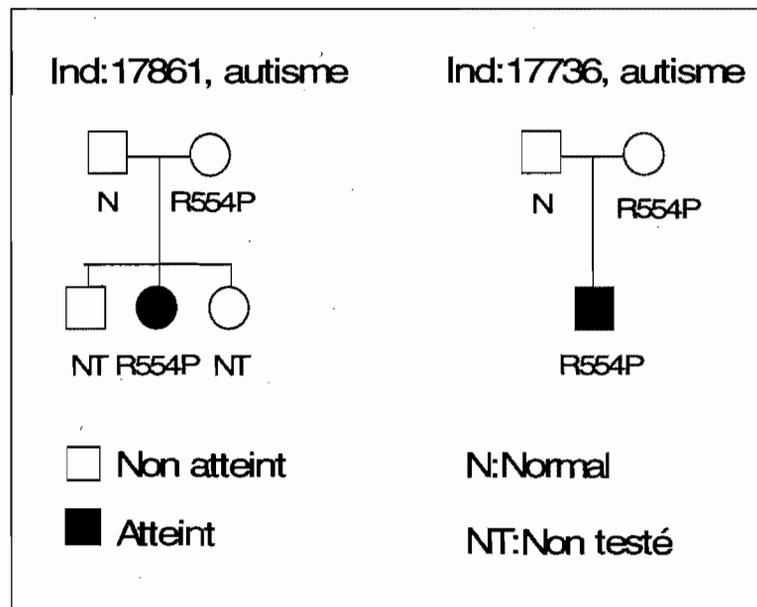 Ind:17861, autisme
Ind:17736, autisme
N
R554P
N
R554P
NT R554P NT
R554P
Non atteint
N:Normal
Atteint
NT:Non testé